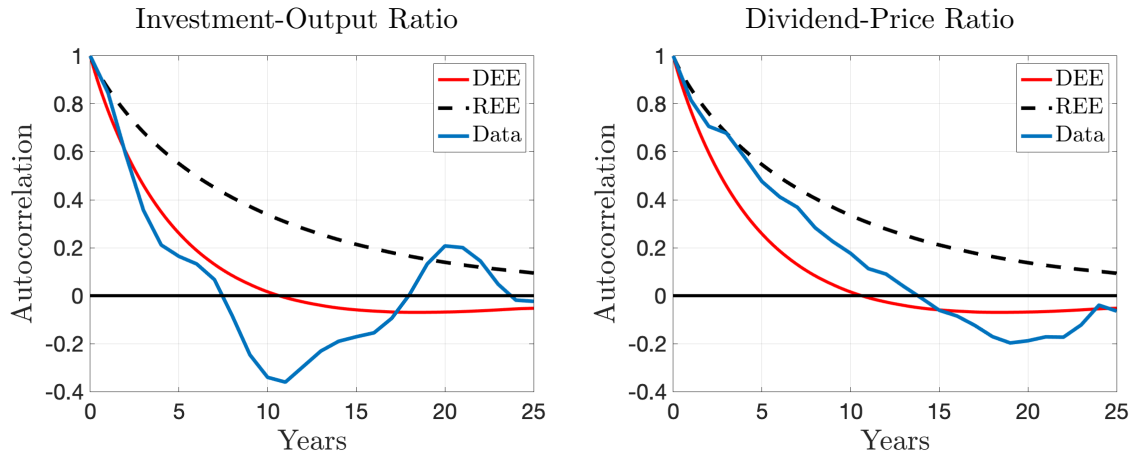 Investment-Output Ratio
Autocorrelation
1
0.8
0.6
0.4
0.2
0
-0.2
-0.4
0 5 10 15 20 25
Years
DEE
REE
Data
Dividend-Price Ratio
Autocorrelation
1
0.8
0.6
0.4
0.2
0
-0.2
-0.4
0 5 10 15 20 25
Years
DEE
REE
Data